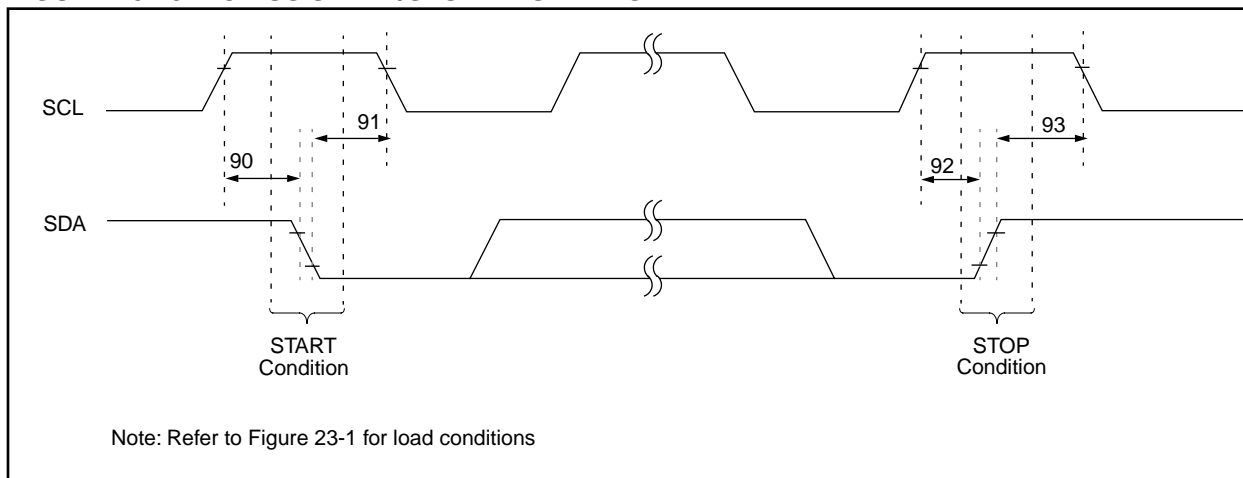 SCL
91
93
90
92
SDA
START
Condition
STOP
Condition
Note: Refer to Figure 23-1 for load conditions